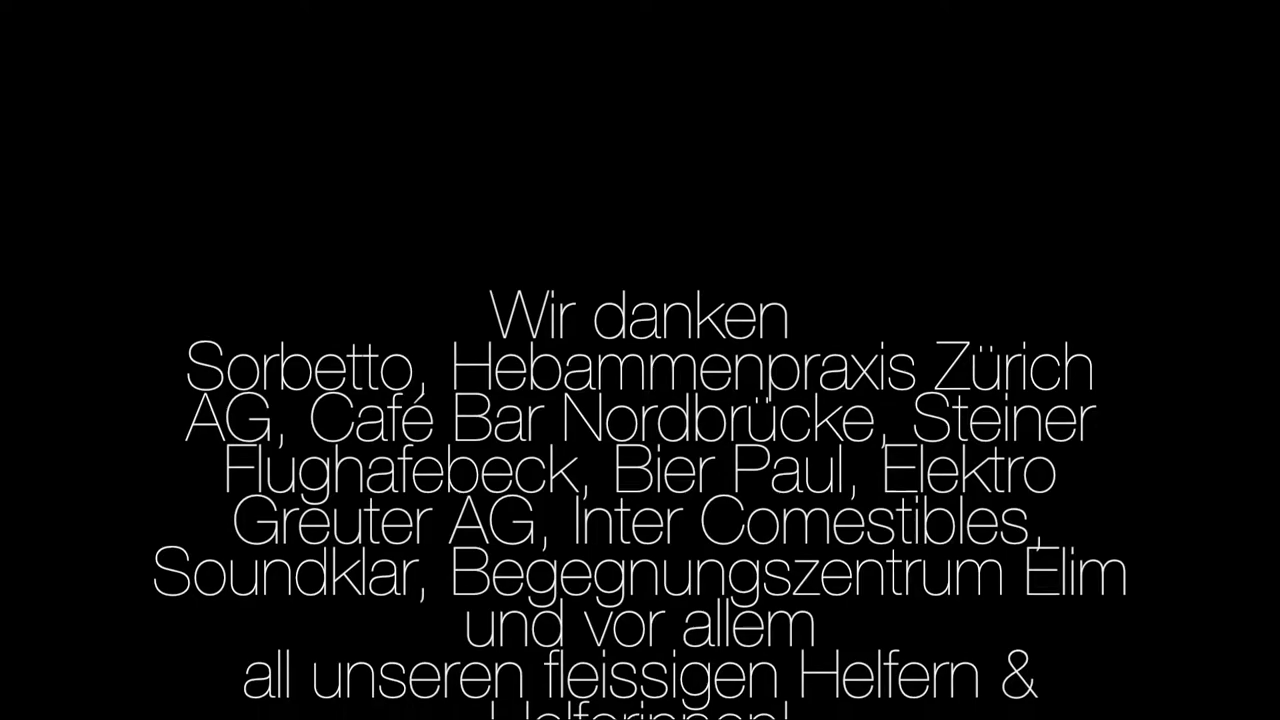 Wir danken
Sorbetto, Hebammenpraxis Zürich
AG, Café Bar Nordbrücke, Steiner
Flughafebeck, Bier Paul, Elektro
Greuter AG, Inter Comestibles,
Soundklar, Begegnungszentrum Elim
und vor allem
all unseren fleissigen Helfern &
Helferinnen!